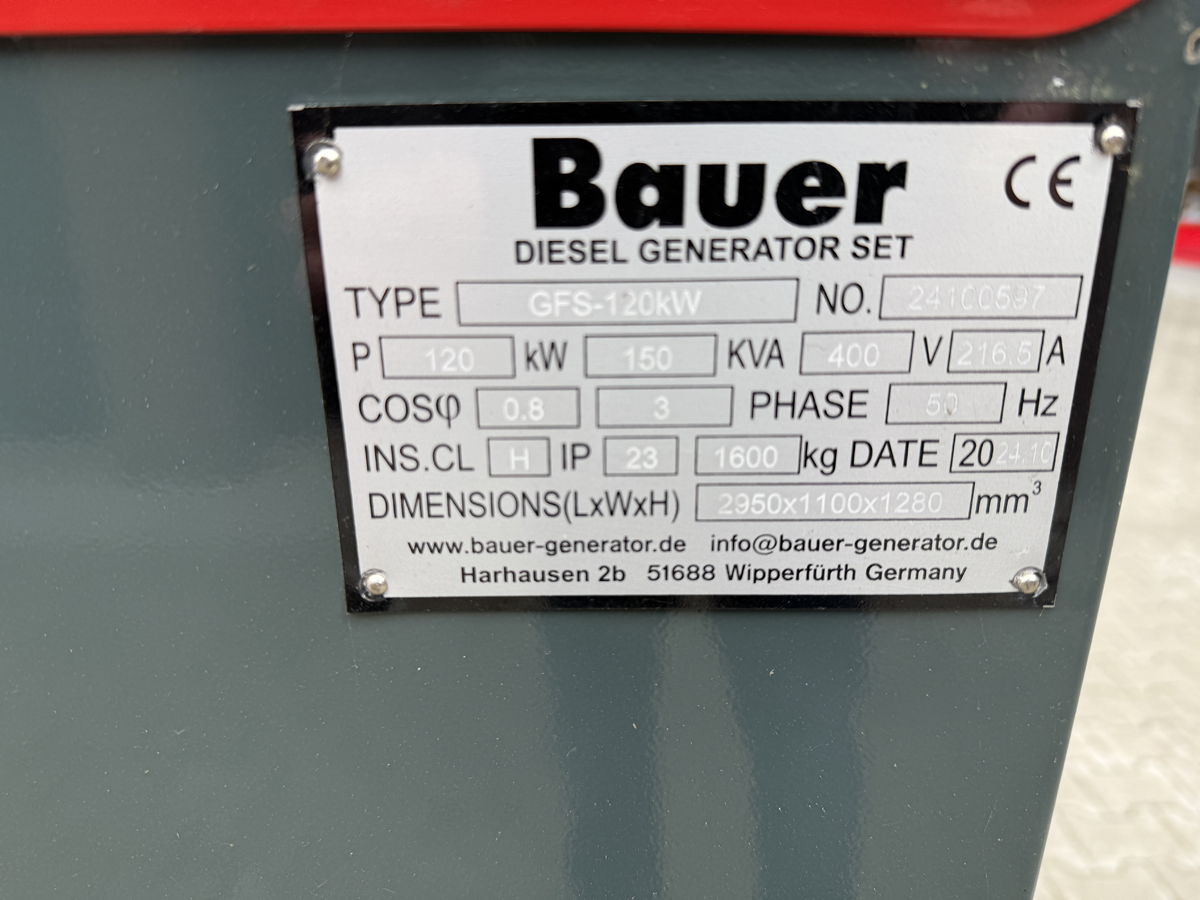 Bauer CE
DIESEL GENERATOR SET
TYPE GFS-120kW NO. 24100597
P 120 kW 150 KVA 400 V 216.5 A
COSφ 0.8 3 PHASE 50 Hz
INS.CL H IP 23 1600 kg DATE 2024.10
DIMENSIONS(LxWxH) 2950x1100x1280 mm³
www.bauer-generator.de info@bauer-generator.de
Harhausen 2b 51688 Wipperfürth Germany